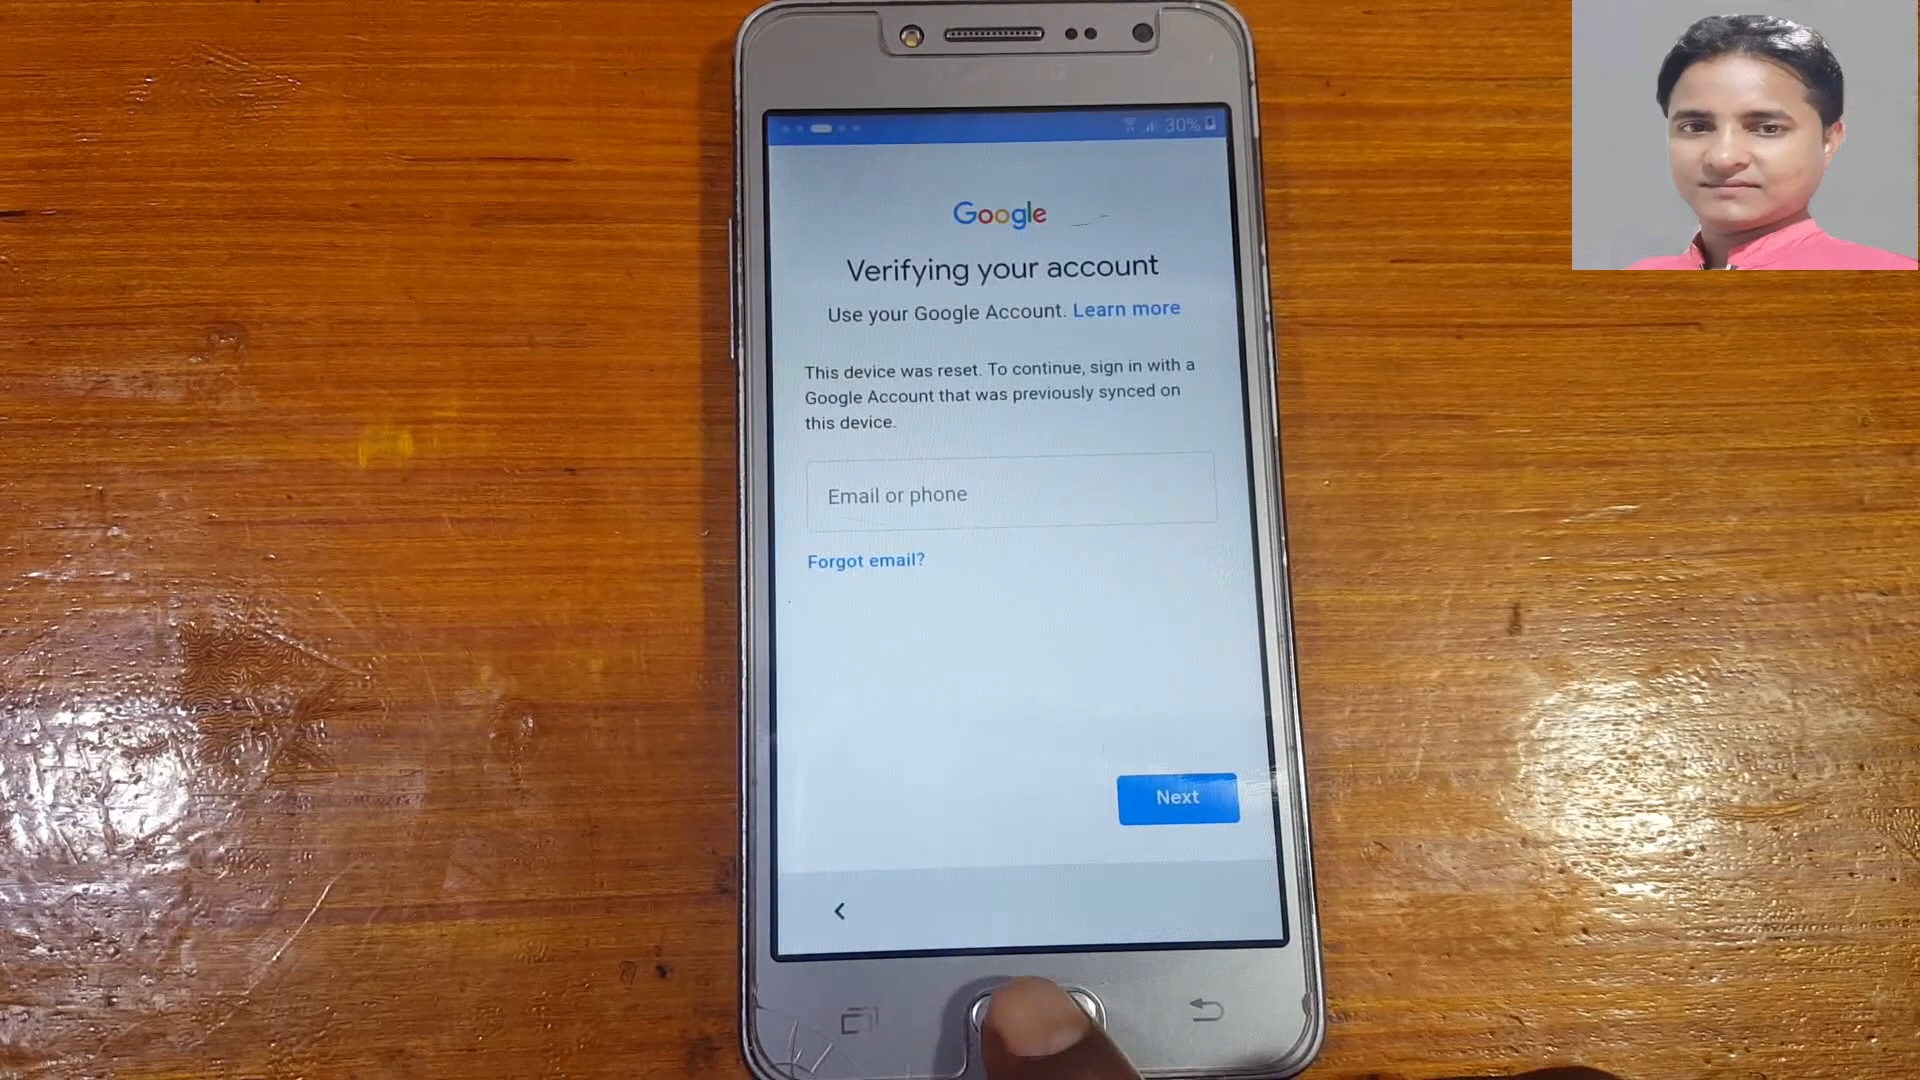 30%
Google
Verifying your account
Use your Google Account. Learn more
This device was reset. To continue, sign in with a
Google Account that was previously synced on
this device.
Email or phone
Forgot email?
Next